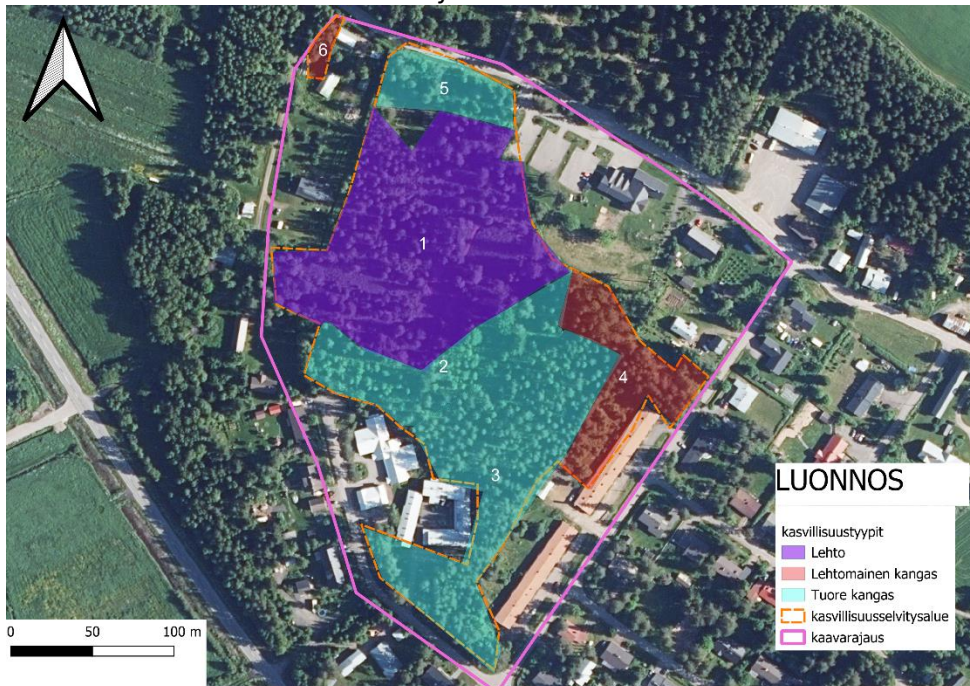 6
5
1
2
4
3
LUONNOS
kasvillisuustyypit
Lehto
Lehtomainen kangas
Tuore kangas
kasvillisuusselvitysalue
kaavarajaus
0 50 100 m